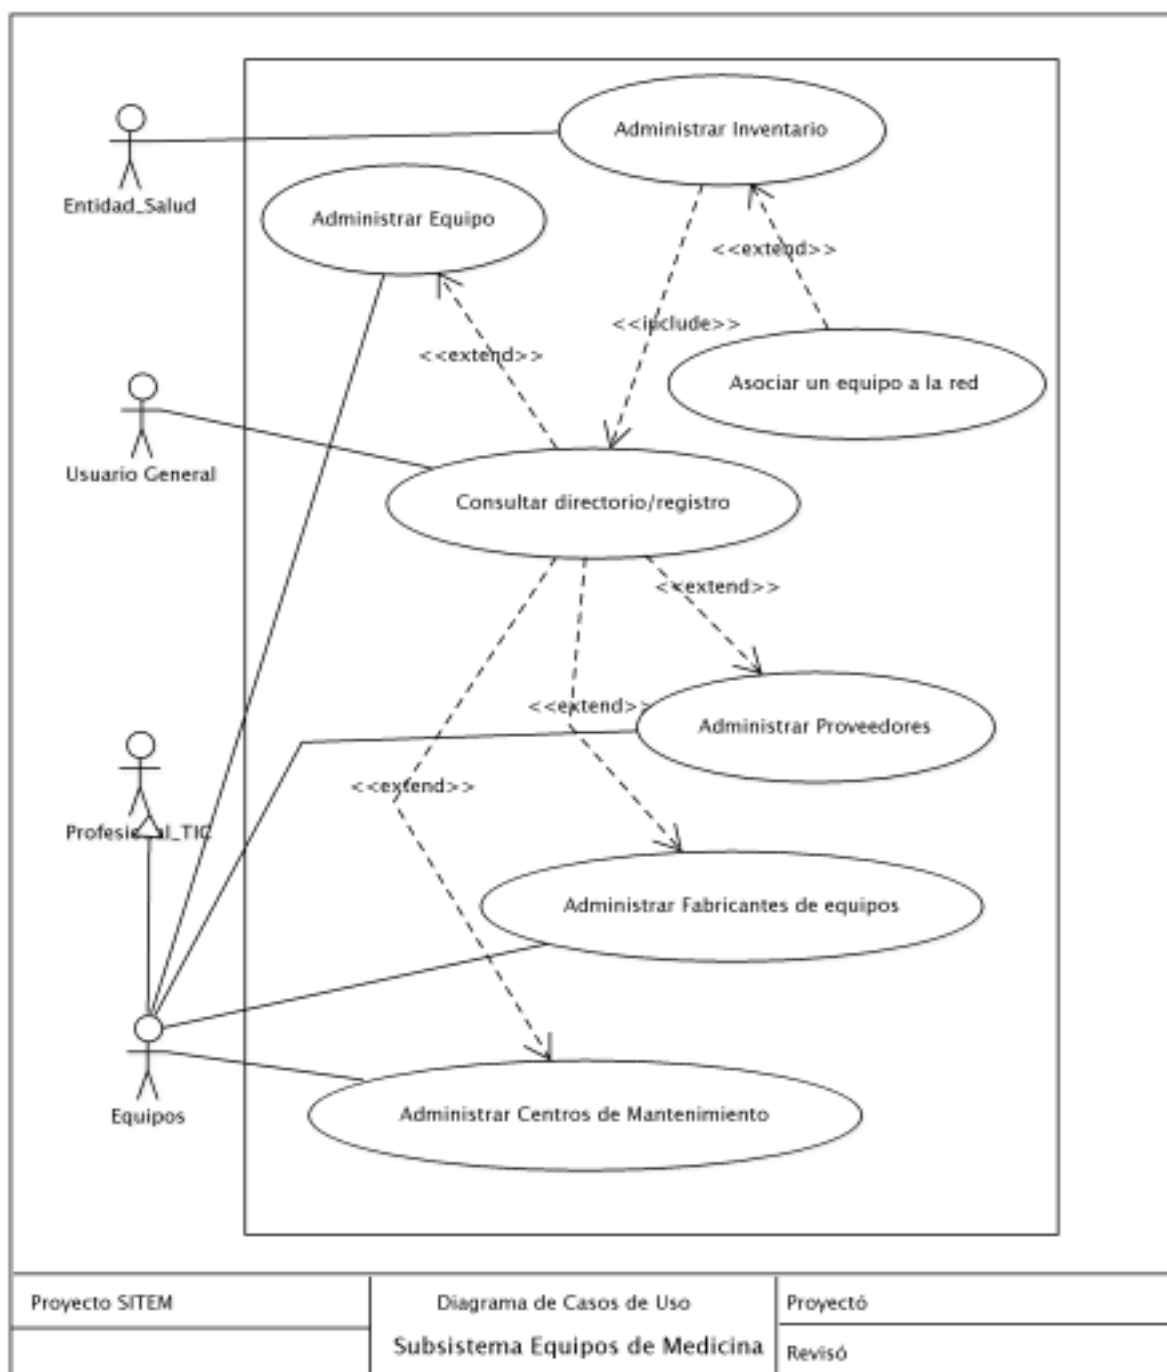 Administrar Inventario
Entidad_Salud
Administrar Equipo
<<extend>>
<<include>>
<<extend>>
Asociar un equipo a la red
Usuario General
Consultar directorio/registro
<<extend>>
<<extend>>
Administrar Proveedores
<<extend>>
Profesional_TIC
Administrar Fabricantes de equipos
Equipos
Administrar Centros de Mantenimiento
Proyecto SITEM
Diagrama de Casos de Uso
Proyectó
Subsistema Equipos de Medicina
Revisó